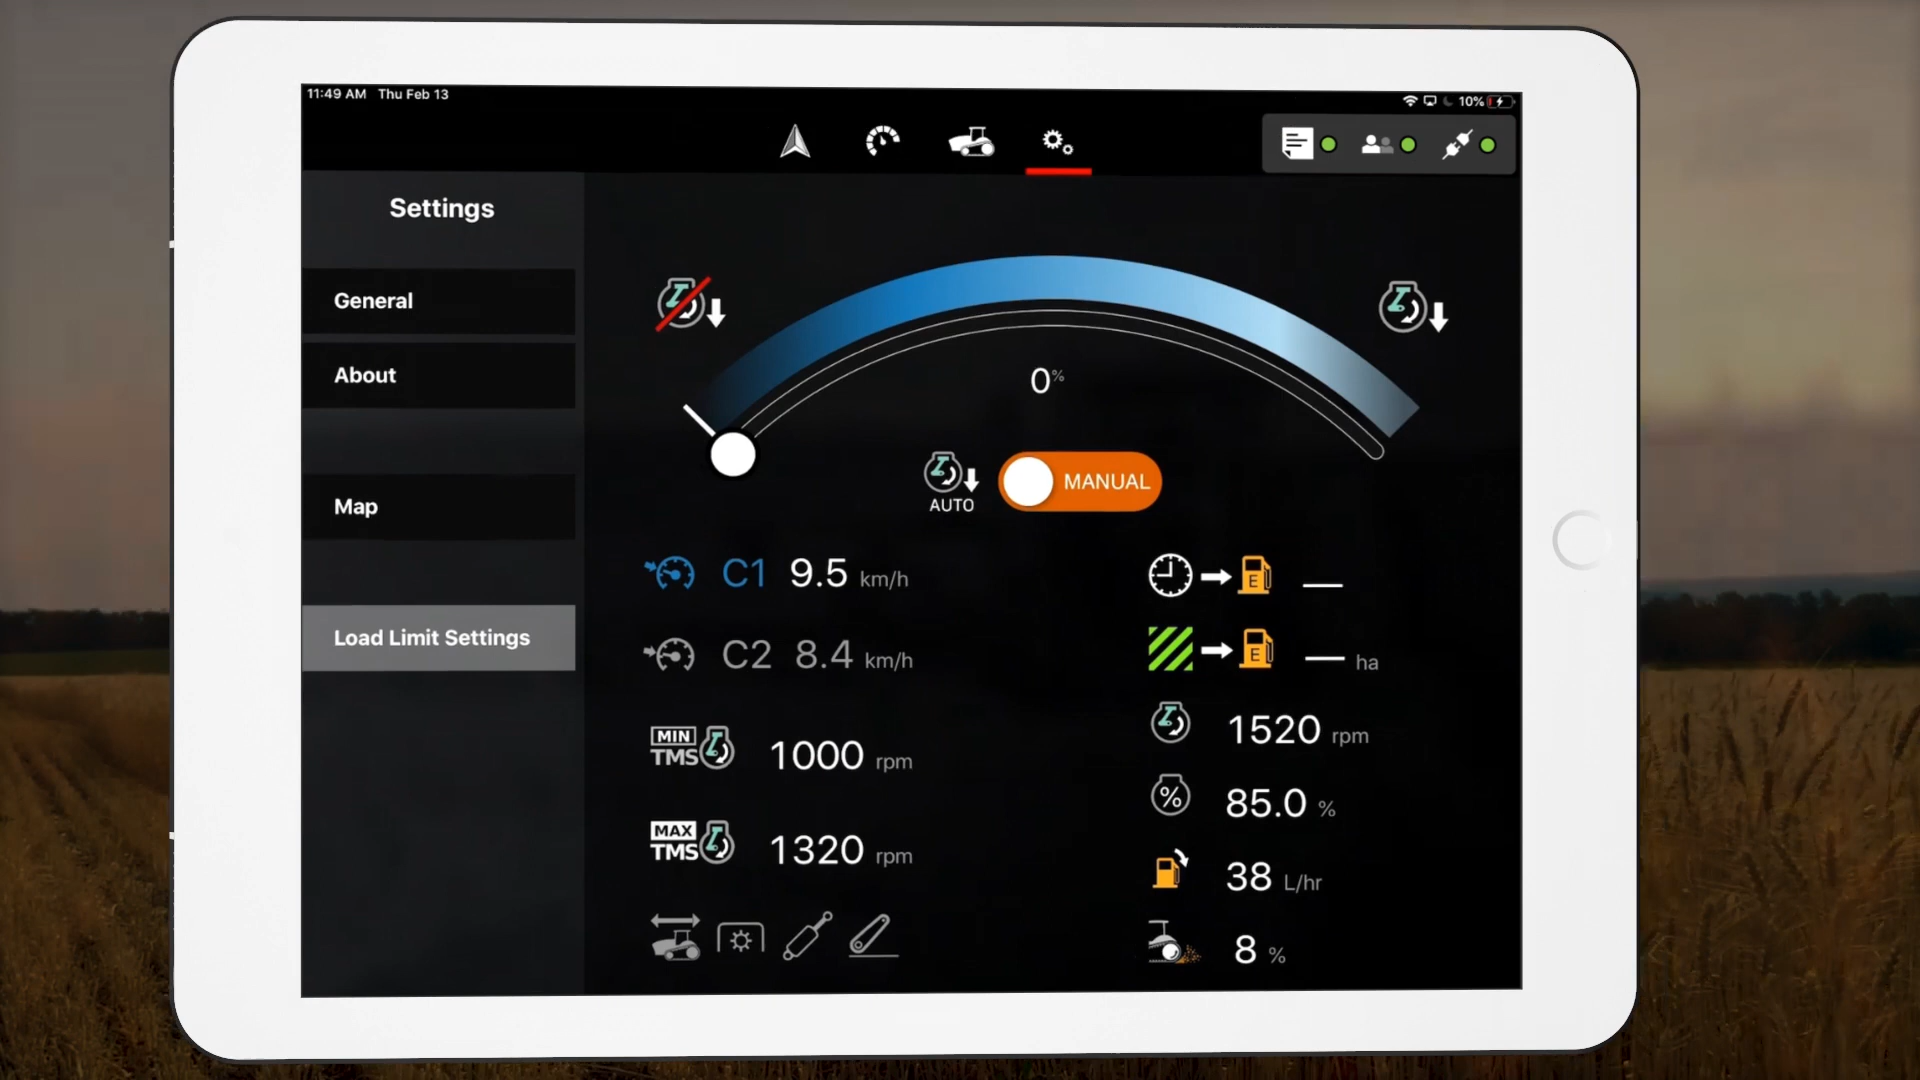 11:49 AM Thu Feb 13
10%
Settings
General
About
Map
Load Limit Settings
0%
AUTO
MANUAL
C1 9.5 km/h
C2 8.4 km/h
MIN
TMS
1000 rpm
MAX
TMS
1320 rpm
E —
E — ha
1520 rpm
%
85.0 %
38 L/hr
8 %